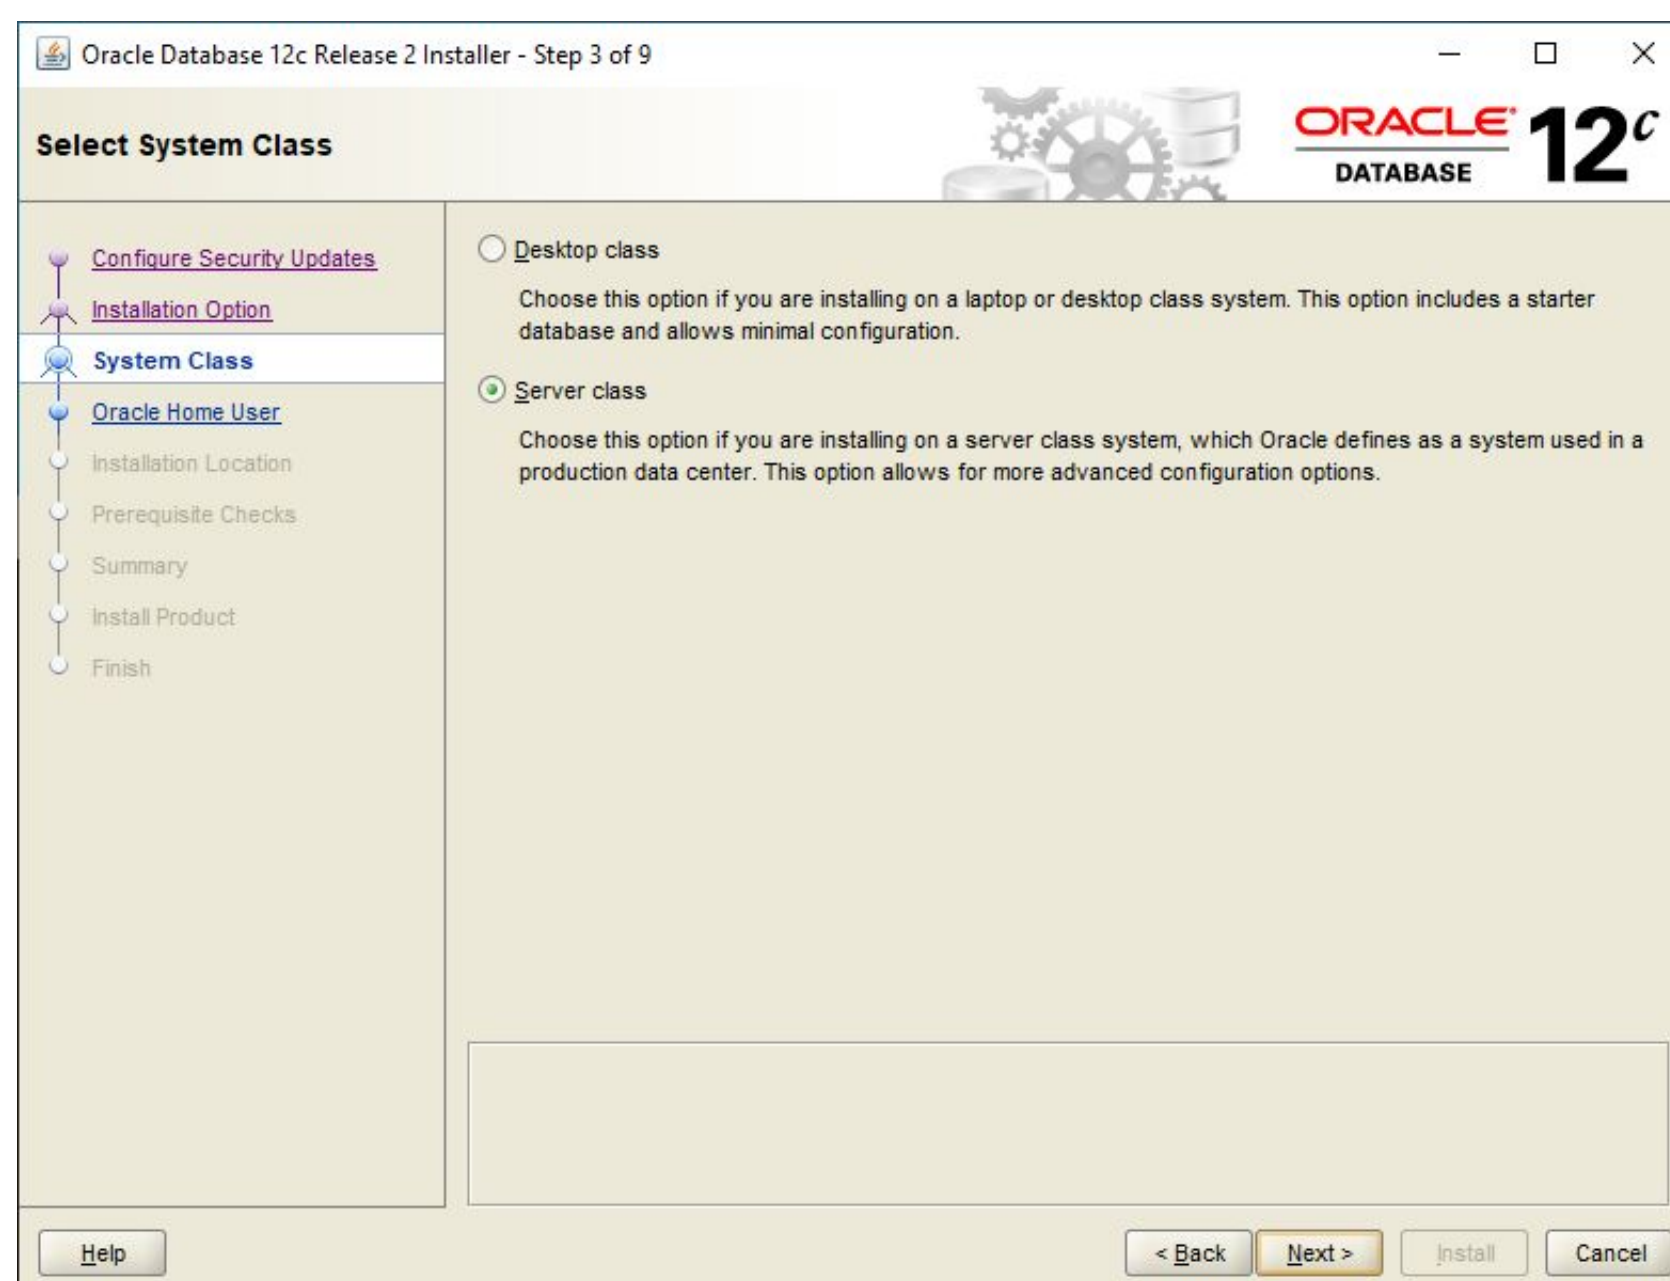 Oracle Database 12c Release 2 Installer - Step 3 of 9
Select System Class
ORACLE 12c
DATABASE
Configure Security Updates
Installation Option
System Class
Oracle Home User
Installation Location
Prerequisite Checks
Summary
Install Product
Finish
Desktop class
Choose this option if you are installing on a laptop or desktop class system. This option includes a starter
database and allows minimal configuration.
Server class
Choose this option if you are installing on a server class system, which Oracle defines as a system used in a
production data center. This option allows for more advanced configuration options.
Help
< Back
Next >
Install
Cancel